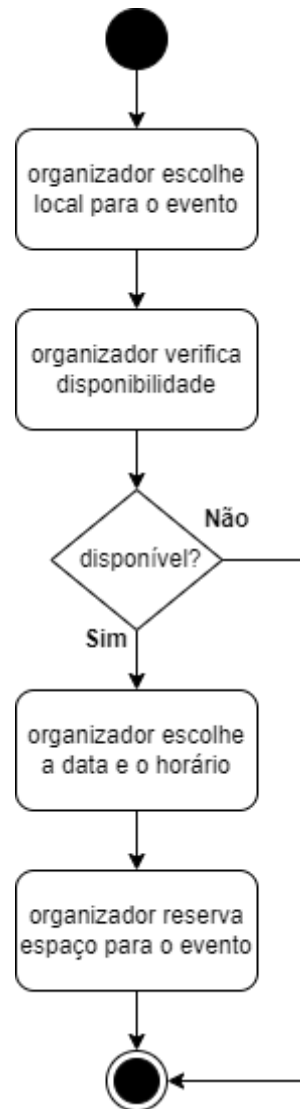 organizador escolhe
local para o evento
organizador verifica
disponibilidade
disponível?
Não
Sim
organizador escolhe
a data e o horário
organizador reserva
espaço para o evento